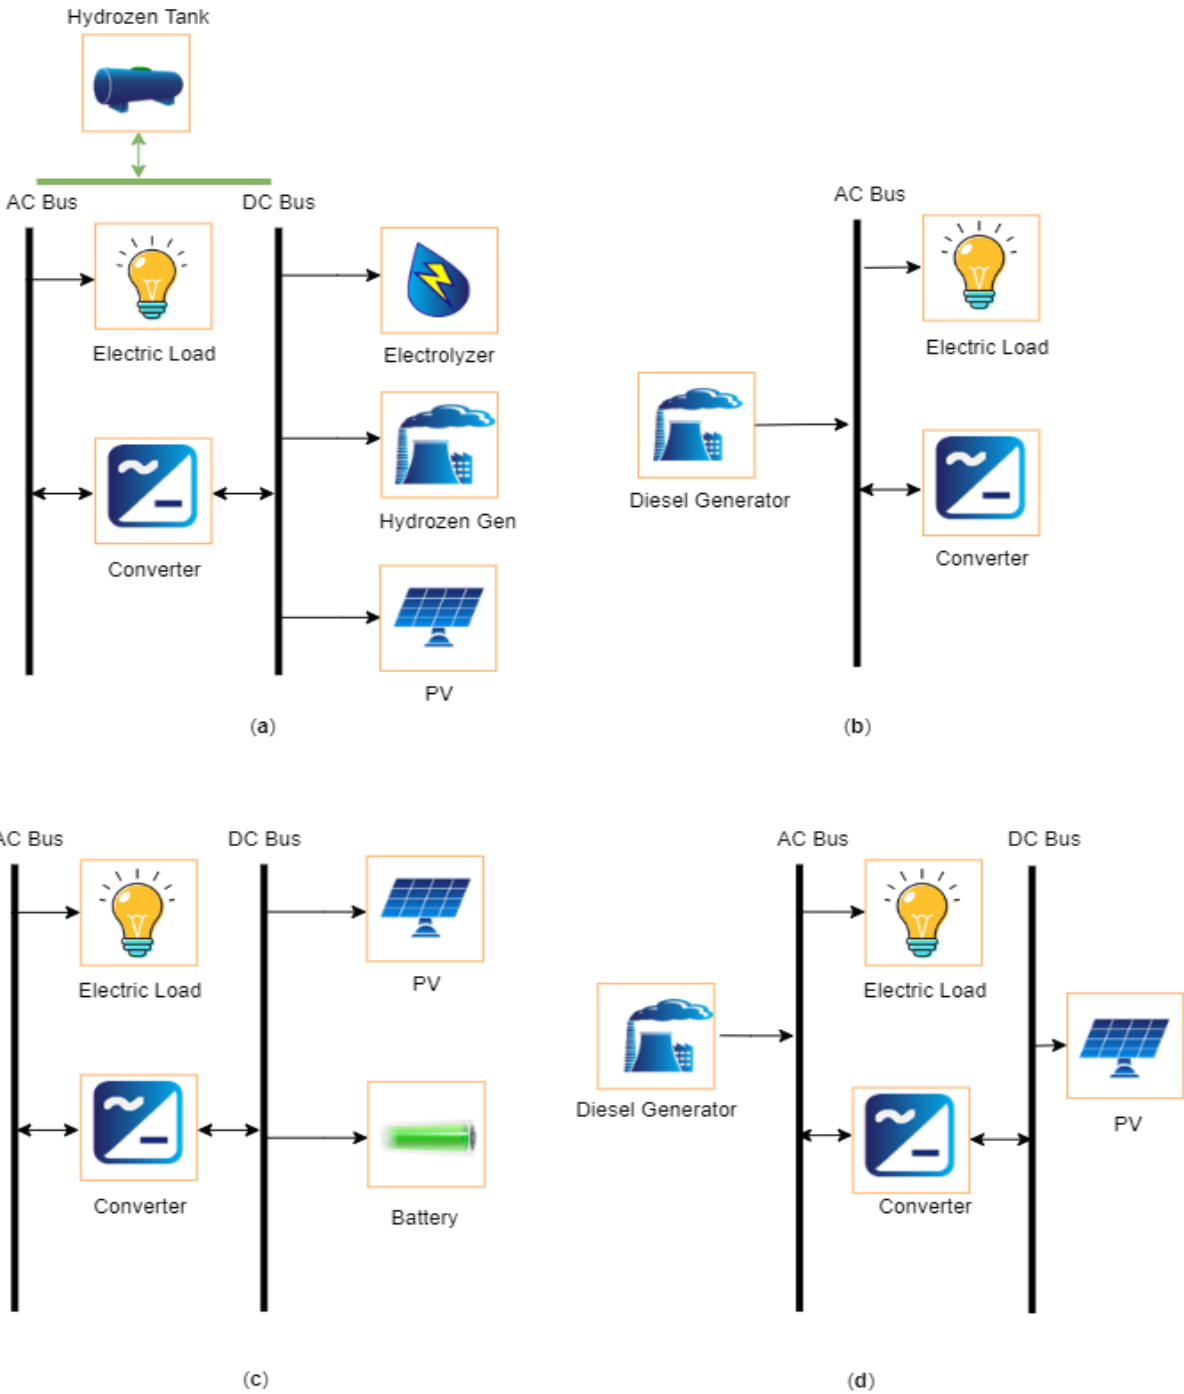 Hydrozen Tank
AC Bus
DC Bus
Electric Load
Electrolyzer
Converter
Hydrozen Gen
PV
(a)
AC Bus
Electric Load
Diesel Generator
Converter
(b)
AC Bus
DC Bus
Electric Load
PV
Converter
Battery
(c)
AC Bus
DC Bus
Electric Load
Diesel Generator
PV
Converter
(d)